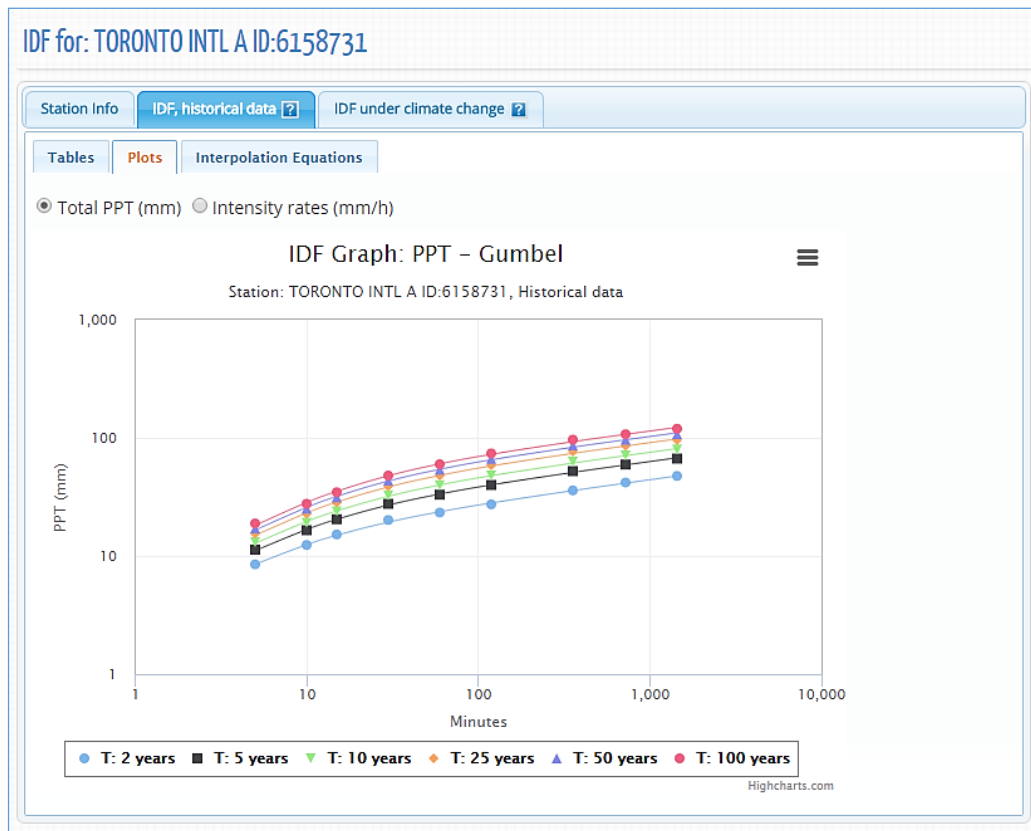 IDF for: TORONTO INTL A ID:6158731
Station Info IDF, historical data ? IDF under climate change ?
Tables Plots Interpolation Equations
Total PPT (mm) Intensity rates (mm/h)
IDF Graph: PPT – Gumbel
Station: TORONTO INTL A ID:6158731, Historical data
1,000
100
PPT (mm)
10
1
1 10 100 1,000 10,000
Minutes
T: 2 years T: 5 years T: 10 years T: 25 years T: 50 years T: 100 years
Highcharts.com